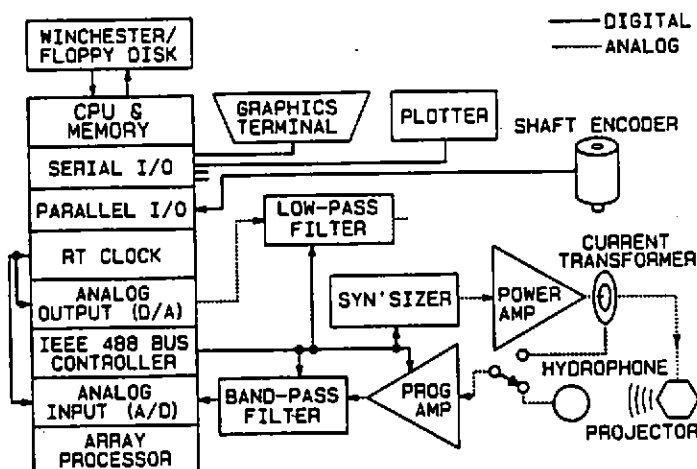 DIGITAL
ANALOG
WINCHESTER/
FLOPPY DISK
CPU &
MEMORY
GRAPHICS
TERMINAL
PLOTTER
SHAFT ENCODER
SERIAL I/O
PARALLEL I/O
LOW-PASS
FILTER
RT CLOCK
CURRENT
TRANSFORMER
ANALOG
OUTPUT (D/A)
SYN'SIZER
POWER
AMP
IEEE 488 BUS
CONTROLLER
HYDROPHONE
ANALOG
INPUT (A/D)
BAND-PASS
FILTER
PROG
AMP
PROJECTOR
ARRAY
PROCESSOR